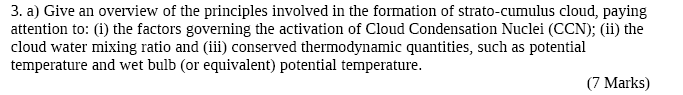 3. a) Give an overview of the principles involved in the formation of strato-cumulus cloud, paying
attention to: (i) the factors governing the activation of Cloud Condensation Nuclei (CCN); (ii) the
cloud water mixing ratio and (iii) conserved thermodynamic quantities, such as potential
temperature and wet bulb (or equivalent) potential temperature.
(7 Marks)